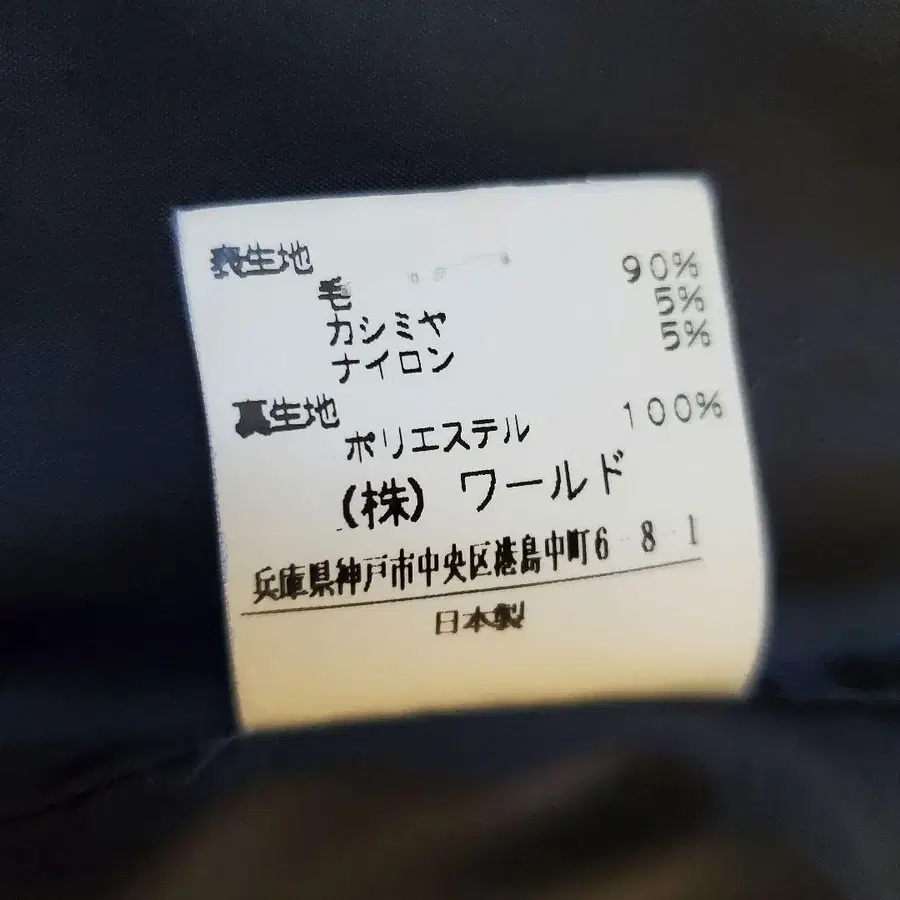 表生地
毛 90%
カシミヤ 5%
ナイロン 5%
裏生地
ポリエステル 100%
(株) ワールド
兵庫県神戸市中央区港島中町6-8-1
日本製